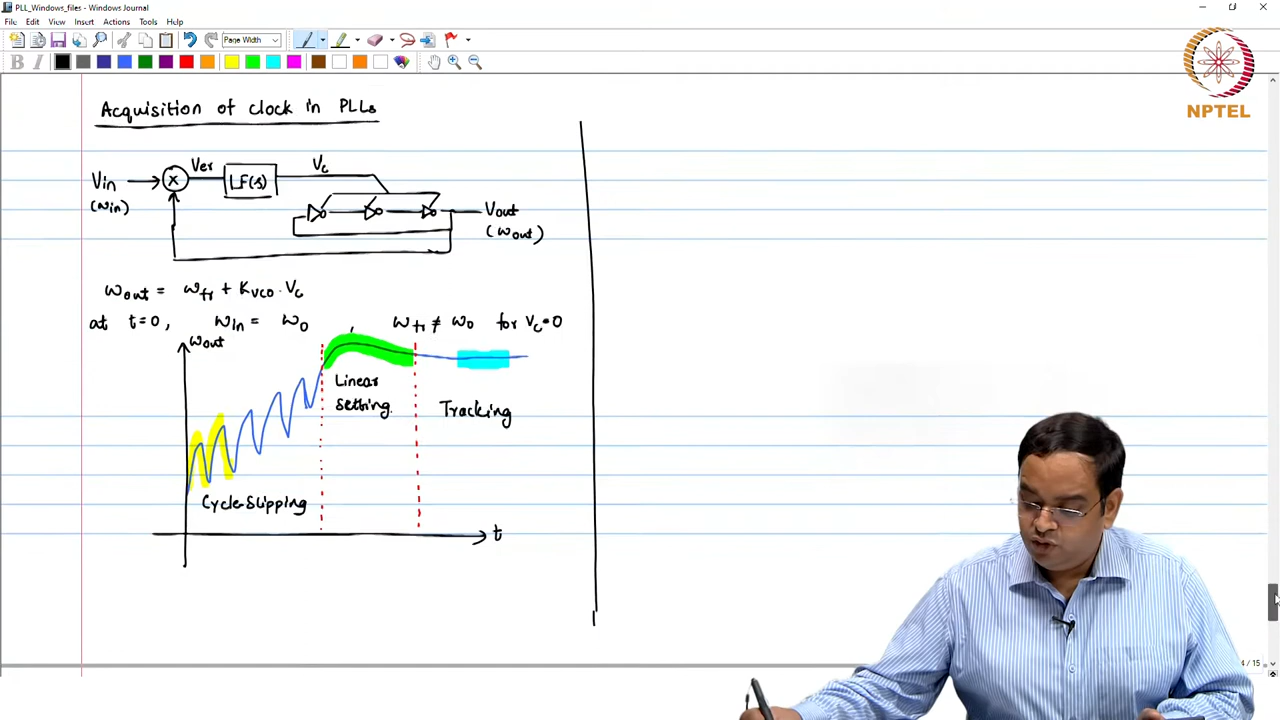 PLL_Windows_files - Windows Journal
File Edit View Insert Actions Tools Help
Page Width
B I
NPTEL
Acquisition of clock in PLLs
Ver
Vc
Vin
X
LF(s)
(ωin)
Vout
(ωout)
ωout = ωfr + KVCO . Vc
at t=0, ωin = ω0 ωfr ≠ ω0 for Vc=0
ωout
Linear
Settling.
Tracking
Cycle-Slipping
t
4 / 15